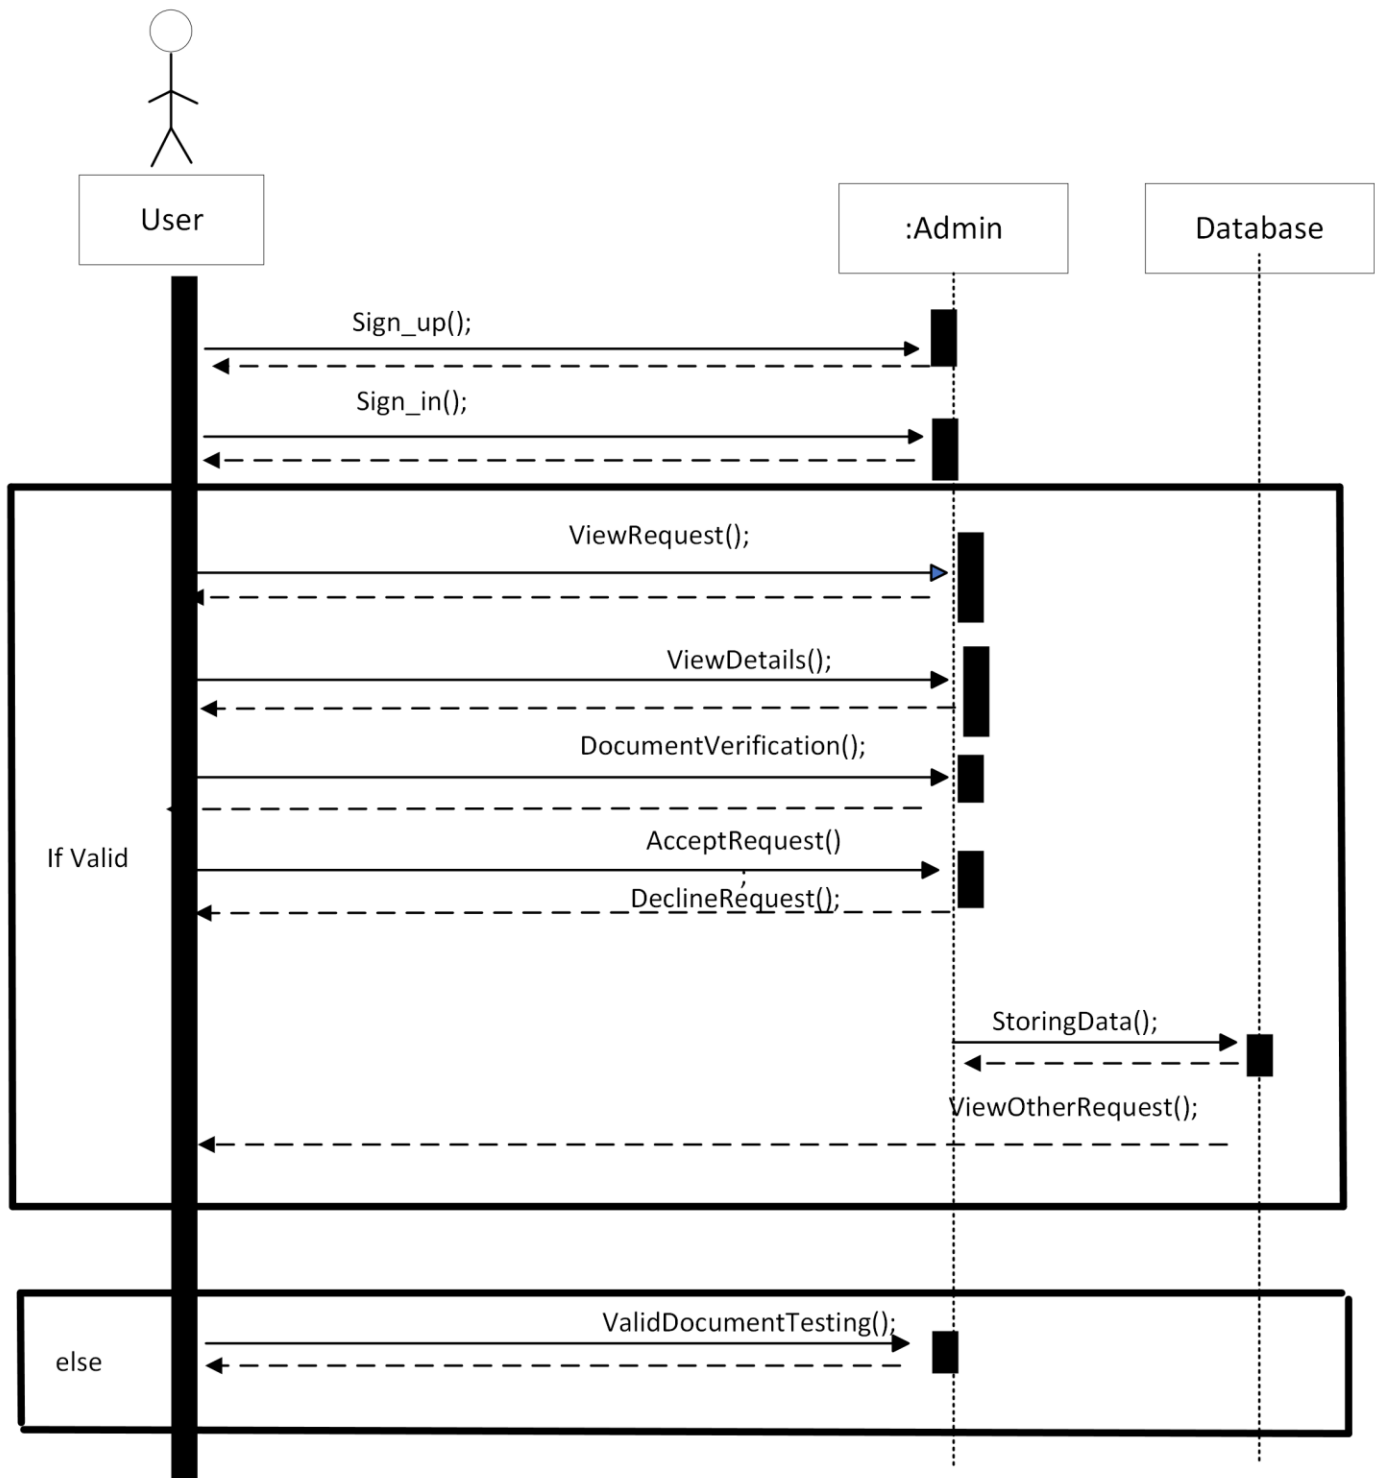 User
:Admin
Database
Sign_up();
Sign_in();
ViewRequest();
ViewDetails();
DocumentVerification();
If Valid
AcceptRequest()
;
DeclineRequest();
StoringData();
ViewOtherRequest();
ValidDocumentTesting();
else